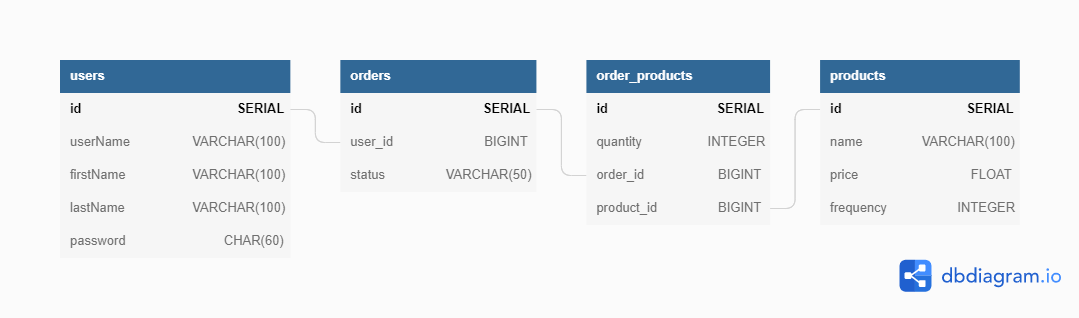 users
id SERIAL
userName VARCHAR(100)
firstName VARCHAR(100)
lastName VARCHAR(100)
password CHAR(60)
orders
id SERIAL
user_id BIGINT
status VARCHAR(50)
order_products
id SERIAL
quantity INTEGER
order_id BIGINT
product_id BIGINT
products
id SERIAL
name VARCHAR(100)
price FLOAT
frequency INTEGER
dbdiagram.io